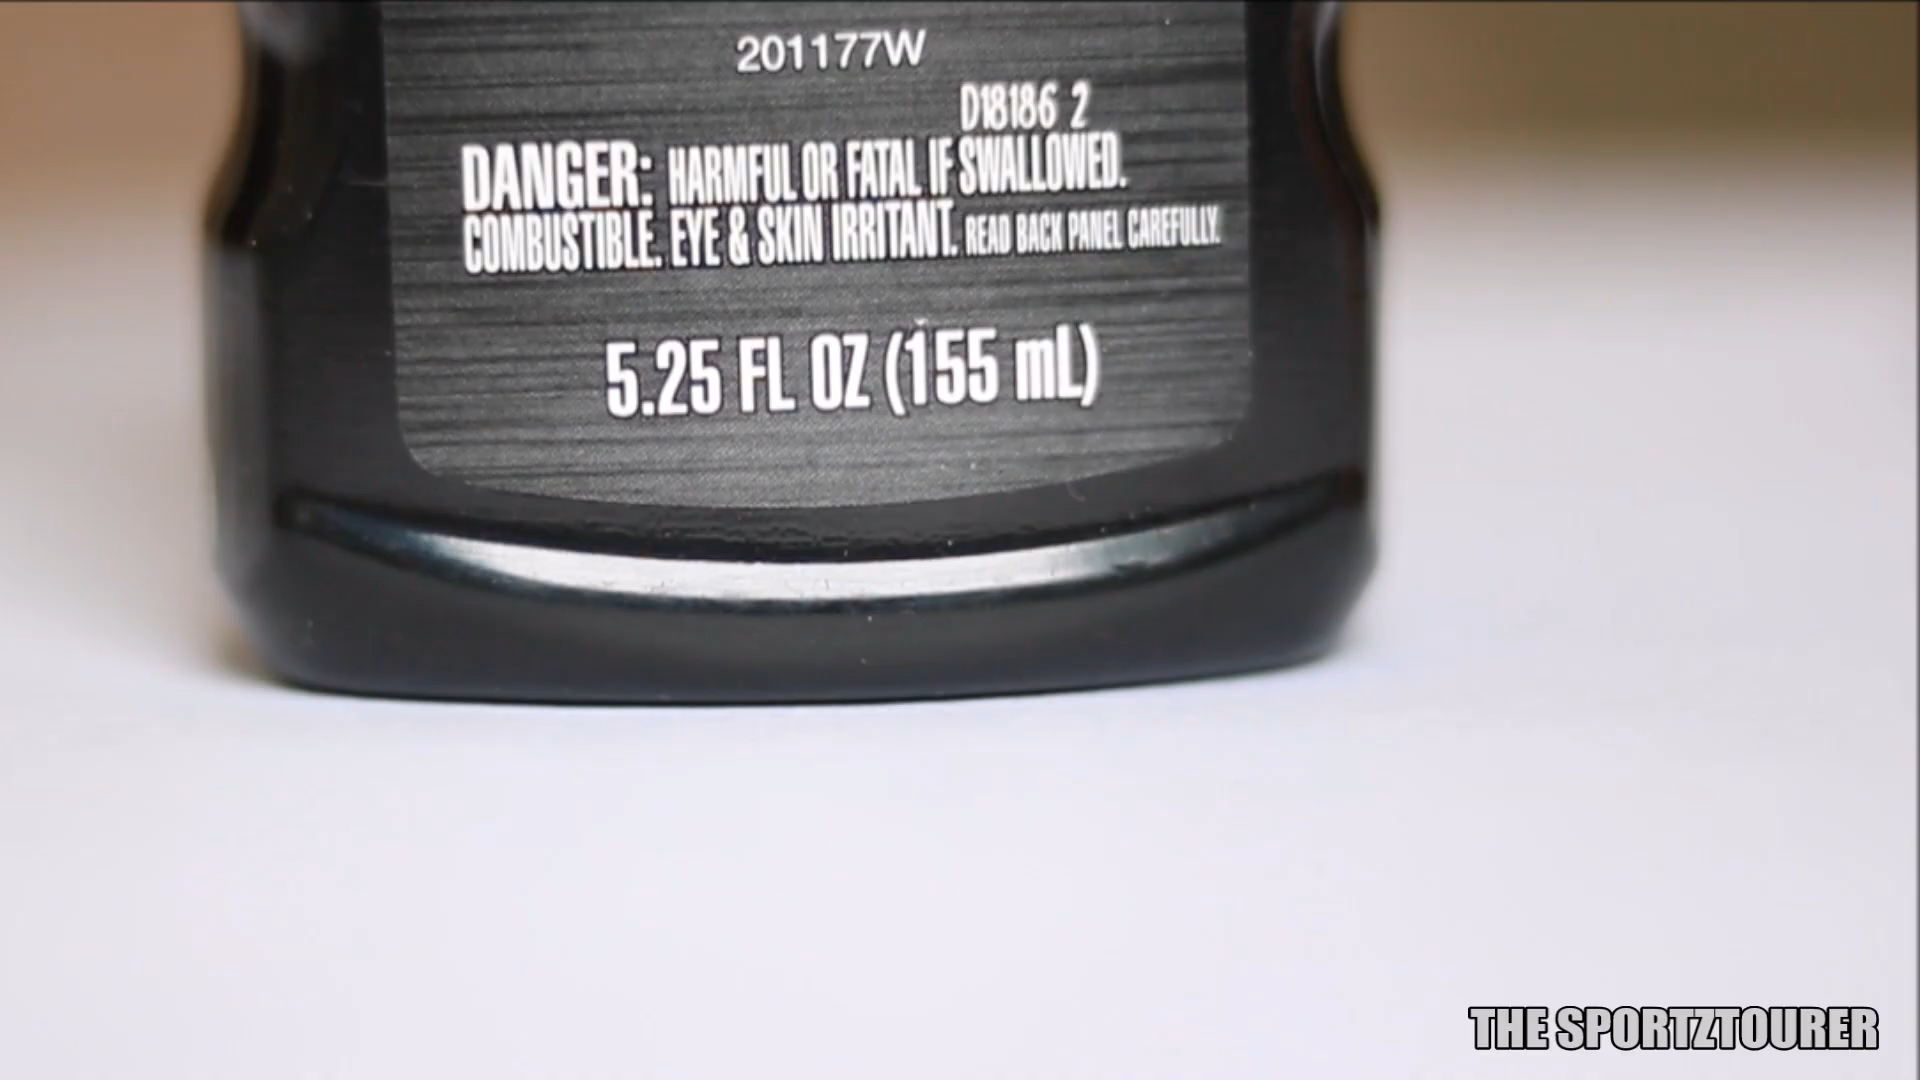 201177W
D18186 2
DANGER: HARMFUL OR FATAL IF SWALLOWED.
COMBUSTIBLE. EYE & SKIN IRRITANT. READ BACK PANEL CAREFULLY.
5.25 FL OZ (155 mL)
THE SPORTZTOURER